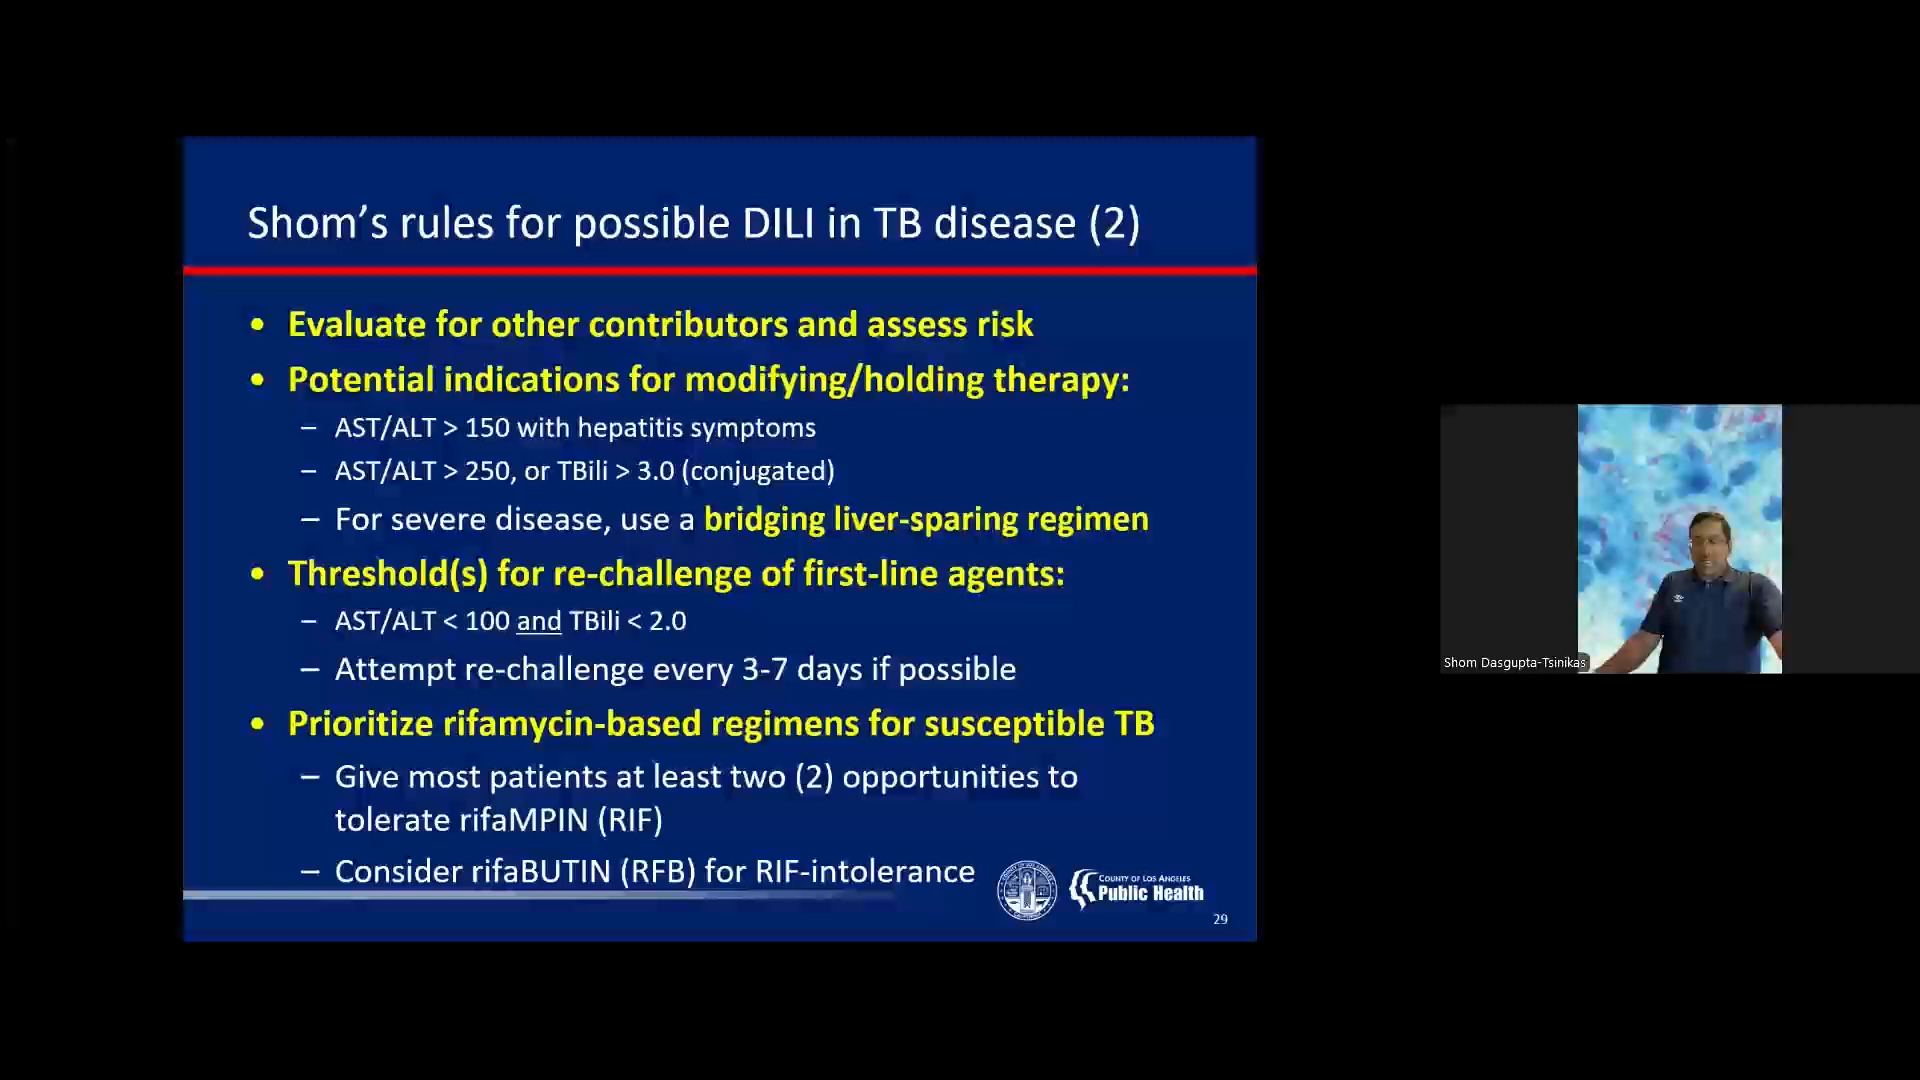 Shom’s rules for possible DILI in TB disease (2)
• Evaluate for other contributors and assess risk
• Potential indications for modifying/holding therapy:
– AST/ALT > 150 with hepatitis symptoms
– AST/ALT > 250, or TBili > 3.0 (conjugated)
– For severe disease, use a bridging liver-sparing regimen
• Threshold(s) for re-challenge of first-line agents:
– AST/ALT < 100 and TBili < 2.0
– Attempt re-challenge every 3-7 days if possible
• Prioritize rifamycin-based regimens for susceptible TB
– Give most patients at least two (2) opportunities to
tolerate rifaMPIN (RIF)
– Consider rifaBUTIN (RFB) for RIF-intolerance
County of Los Angeles
Public Health
29
Shom Dasgupta-Tsinikas